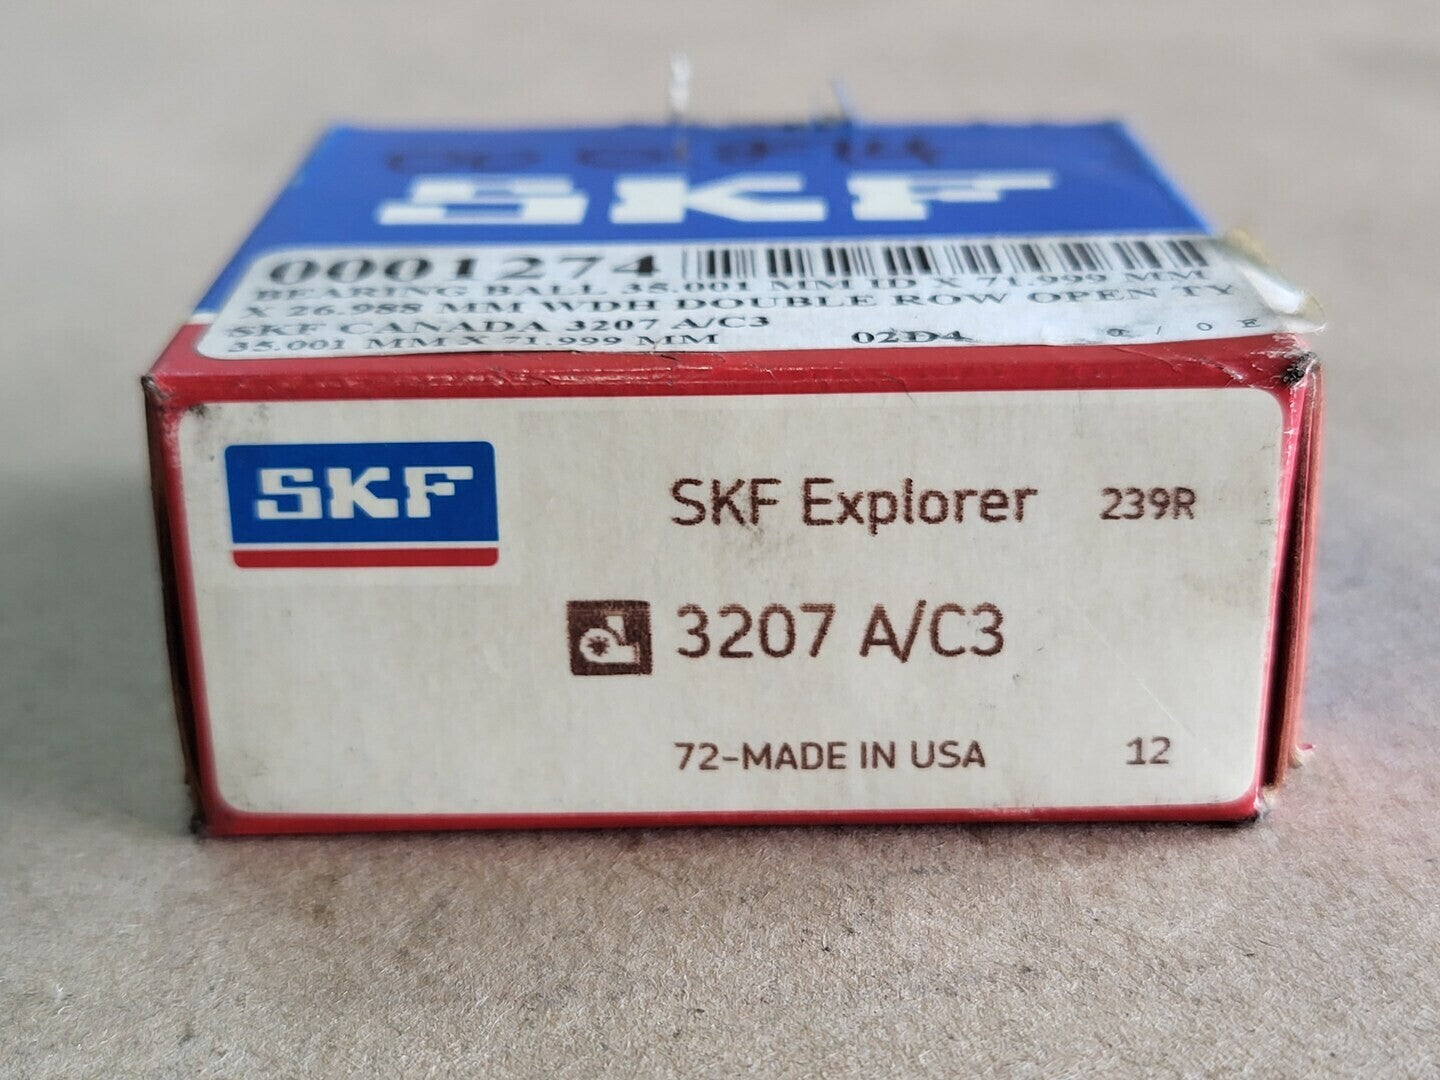 SKF
0001274
BEARING BALL 35.001 MM ID X 71.999 MM
X 26.988 MM WDH DOUBLE ROW OPEN TY
SKF CANADA 3207 A/C3 02D4
35.001 MM X 71.999 MM
SKF
SKF Explorer 239R
3207 A/C3
72-MADE IN USA 12